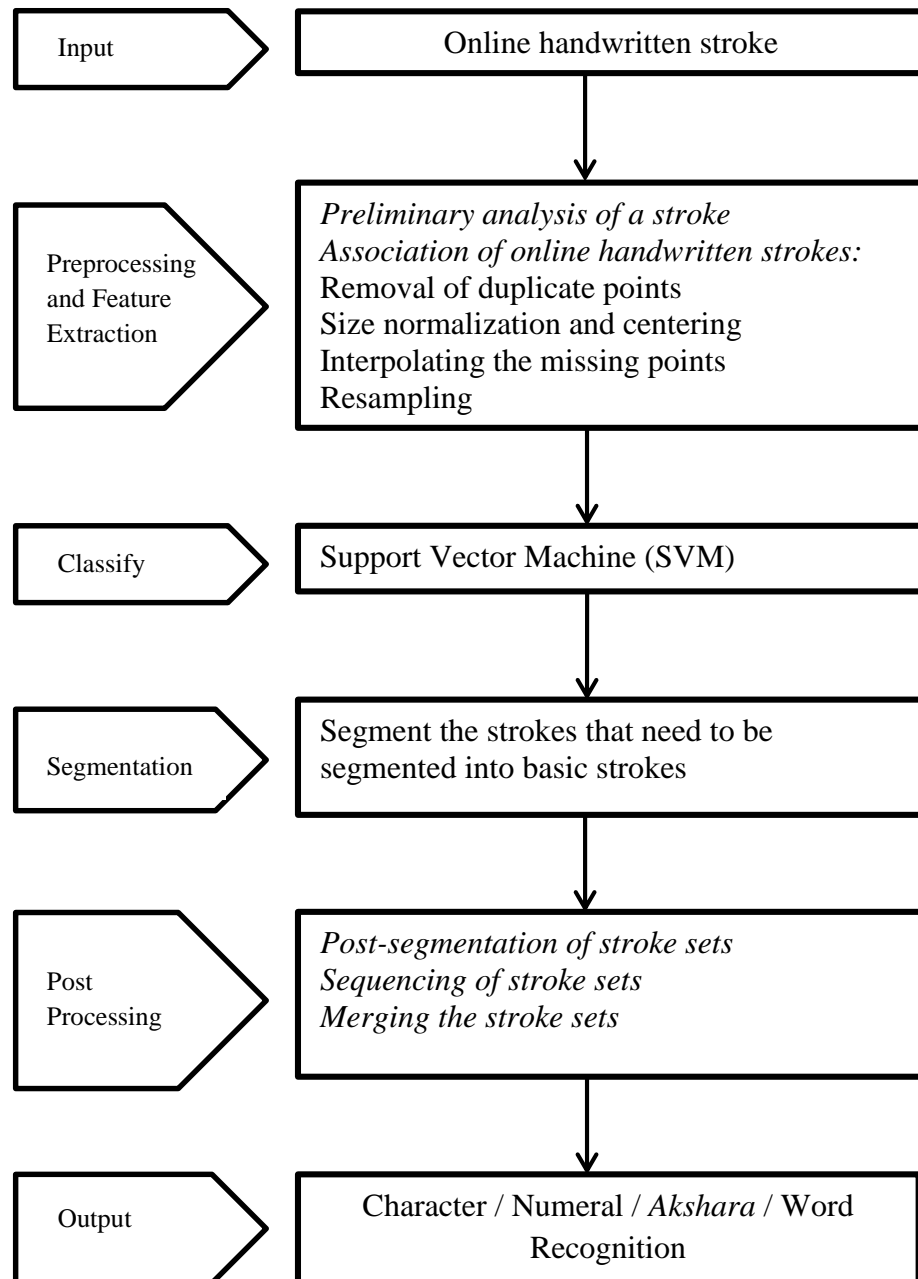 Input
Online handwritten stroke
Preprocessing
and Feature
Extraction
Preliminary analysis of a stroke
Association of online handwritten strokes:
Removal of duplicate points
Size normalization and centering
Interpolating the missing points
Resampling
Classify
Support Vector Machine (SVM)
Segmentation
Segment the strokes that need to be
segmented into basic strokes
Post
Processing
Post-segmentation of stroke sets
Sequencing of stroke sets
Merging the stroke sets
Output
Character / Numeral / Akshara / Word
Recognition